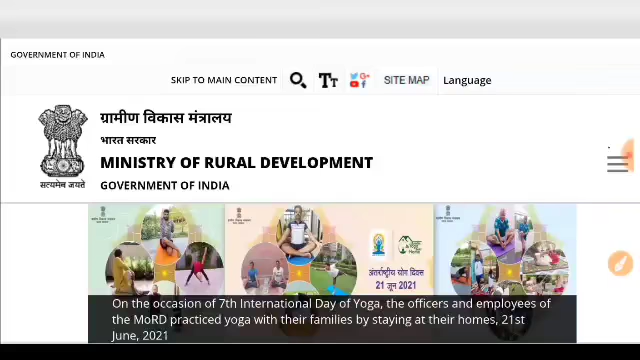 GOVERNMENT OF INDIA
SKIP TO MAIN CONTENT TT SITE MAP Language
ग्रामीण विकास मंत्रालय
भारत सरकार
MINISTRY OF RURAL DEVELOPMENT
GOVERNMENT OF INDIA
सत्यमेव जयते
अंतर्राष्ट्रीय योग दिवस
21 जून 2021
On the occasion of 7th International Day of Yoga, the officers and employees of
the MoRD practiced yoga with their families by staying at their homes, 21st
June, 2021